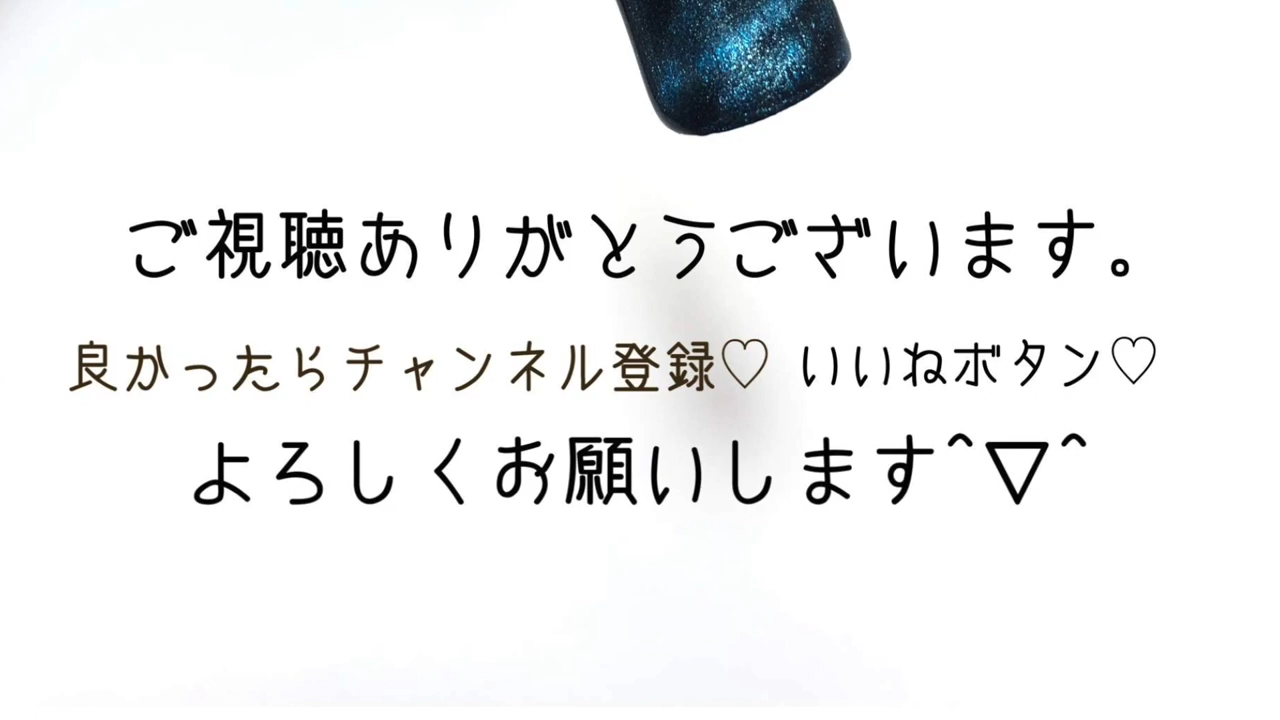 ご視聴ありがとうございます。
良かったらチャンネル登録♡ いいねボタン♡
よろしくお願いします^▽^